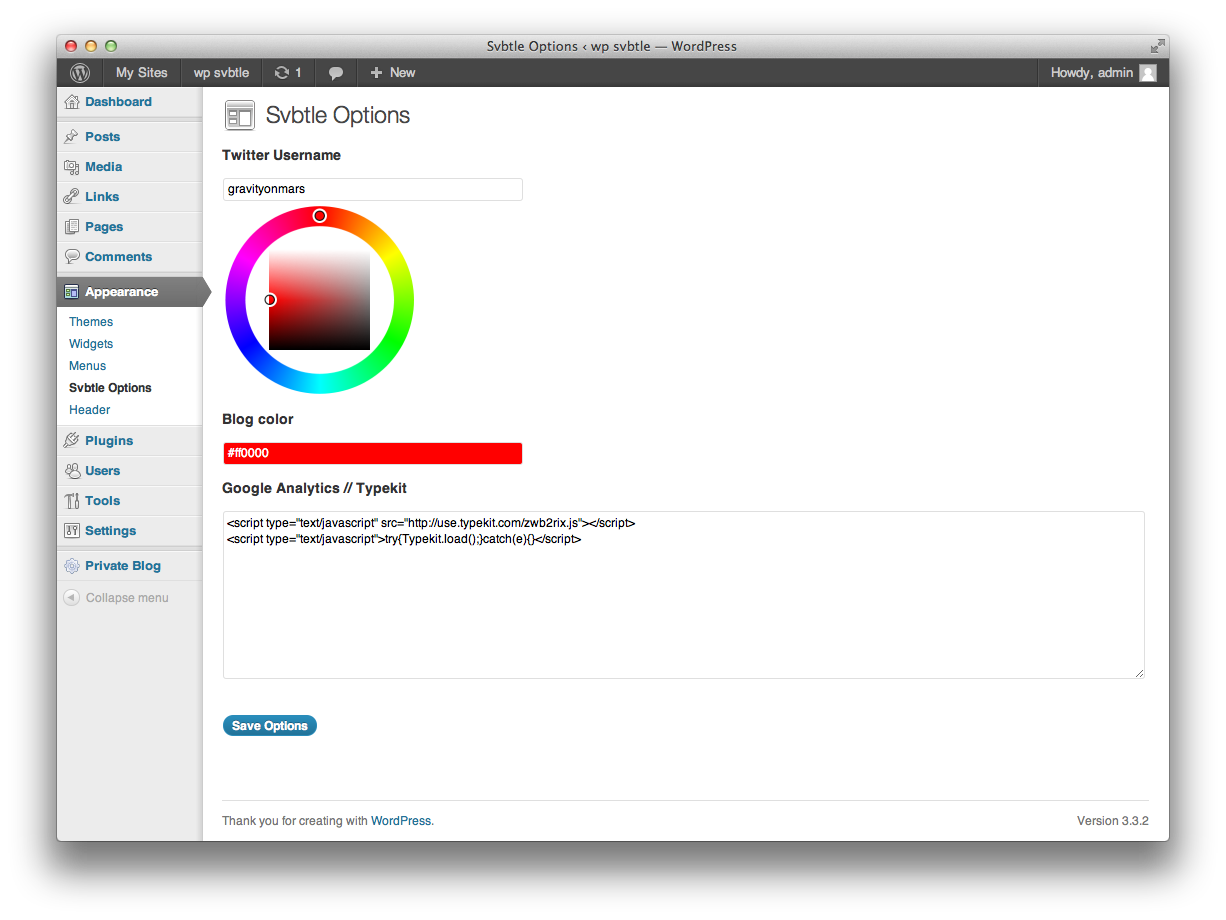 Svbtle Options ‹ wp svbtle — WordPress
My Sites wp svbtle 1 New Howdy, admin
Dashboard
Posts
Media
Links
Pages
Comments
Appearance
Themes
Widgets
Menus
Svbtle Options
Header
Plugins
Users
Tools
Settings
Private Blog
Collapse menu
Svbtle Options
Twitter Username
gravityonmars
Blog color
#ff0000
Google Analytics // Typekit
<script type="text/javascript" src="http://use.typekit.com/zwb2rix.js"></script>
<script type="text/javascript">try{Typekit.load();}catch(e){}</script>
Save Options
Thank you for creating with WordPress. Version 3.3.2